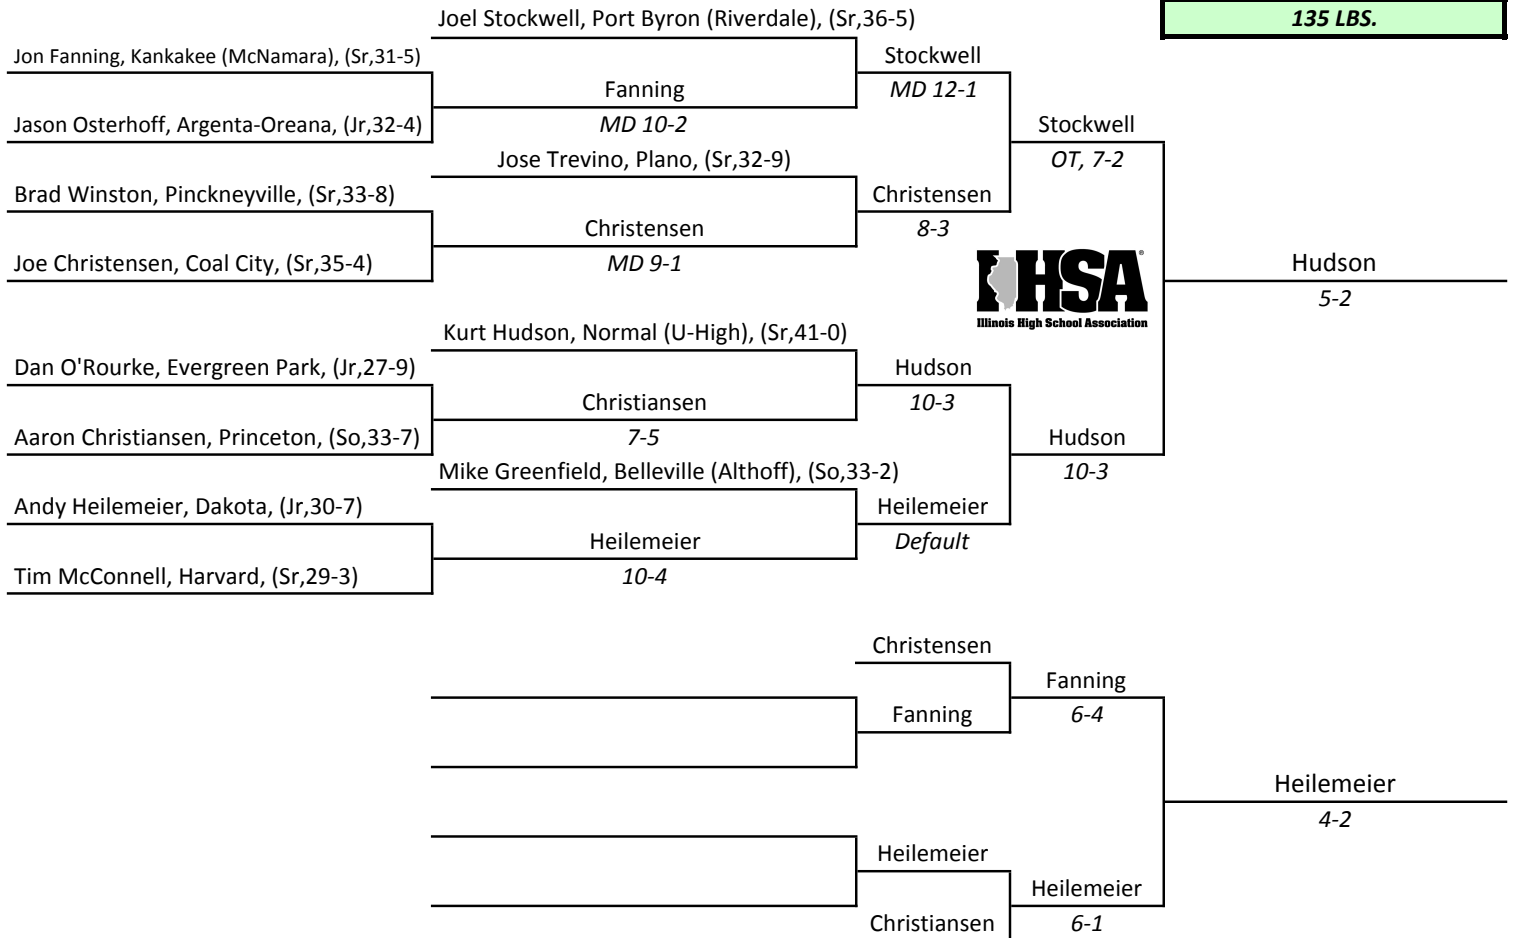 Joel Stockwell, Port Byron (Riverdale), (Sr,36-5)
135 LBS.
Jon Fanning, Kankakee (McNamara), (Sr,31-5)
Stockwell
Fanning
MD 12-1
Jason Osterhoff, Argenta-Oreana, (Jr,32-4)
MD 10-2
Stockwell
Jose Trevino, Plano, (Sr,32-9)
OT, 7-2
Brad Winston, Pinckneyville, (Sr,33-8)
Christensen
Christensen
8-3
Joe Christensen, Coal City, (Sr,35-4)
MD 9-1
IHSA®
Illinois High School Association
Hudson
5-2
Kurt Hudson, Normal (U-High), (Sr,41-0)
Dan O'Rourke, Evergreen Park, (Jr,27-9)
Hudson
Christiansen
10-3
Aaron Christiansen, Princeton, (So,33-7)
7-5
Hudson
Mike Greenfield, Belleville (Althoff), (So,33-2)
10-3
Andy Heilemeier, Dakota, (Jr,30-7)
Heilemeier
Heilemeier
Default
Tim McConnell, Harvard, (Sr,29-3)
10-4
Christensen
Fanning
Fanning
6-4
Heilemeier
4-2
Heilemeier
Heilemeier
Christiansen
6-1